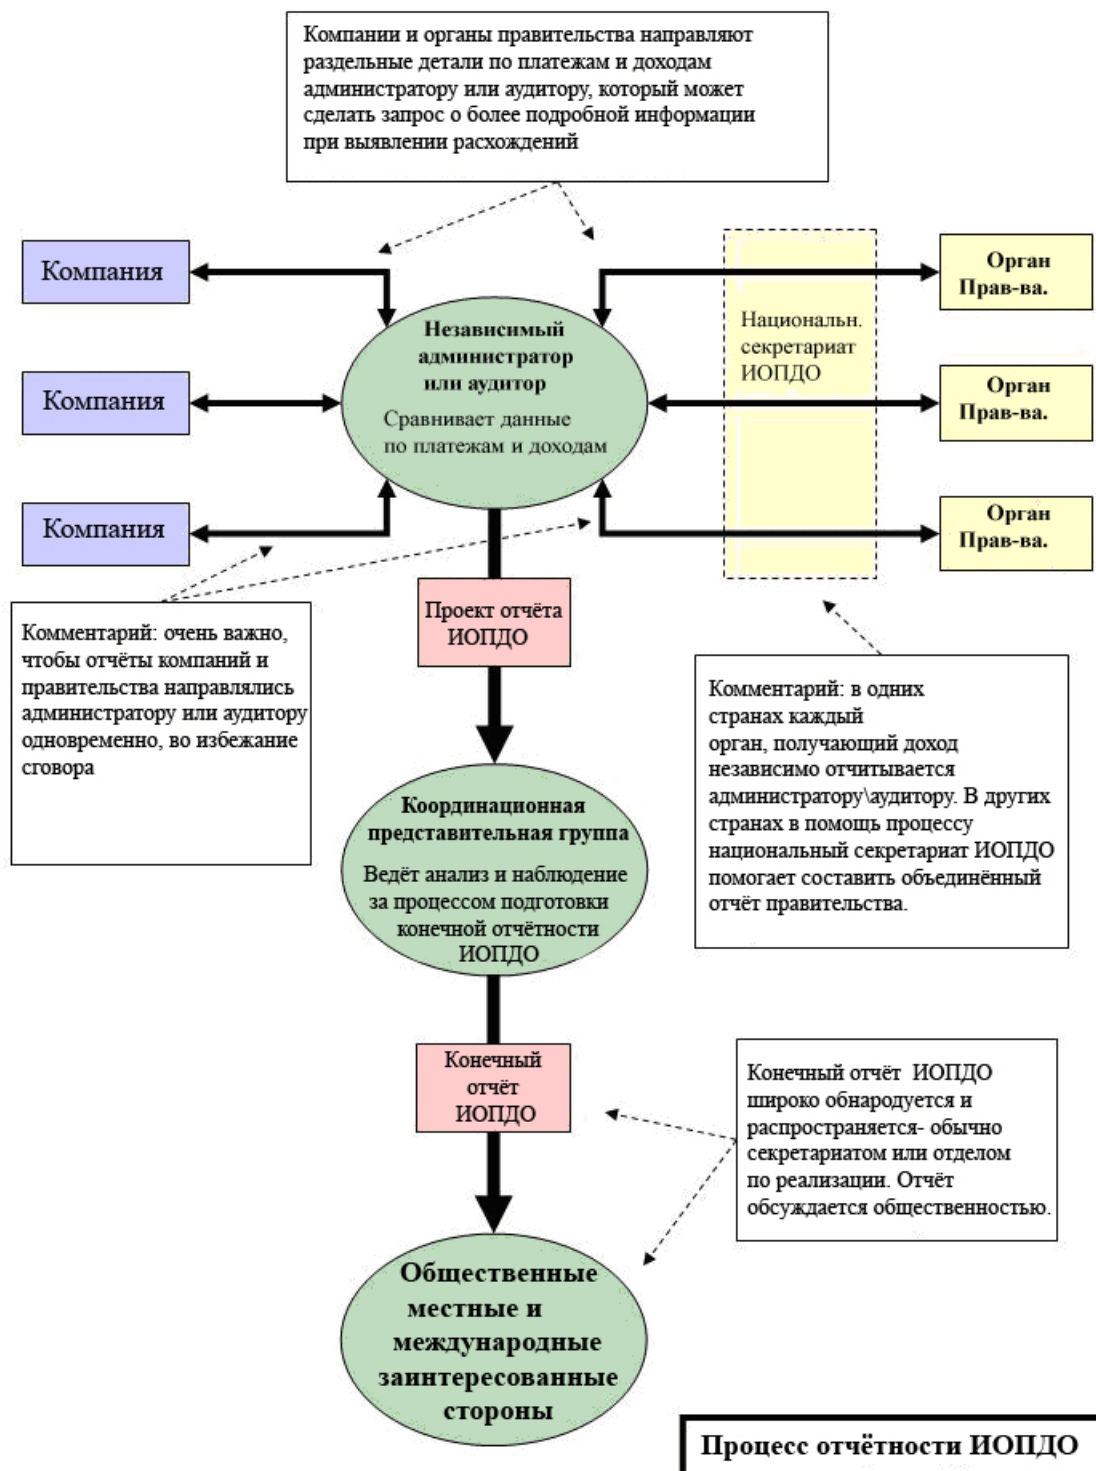 Компании и органы правительства направляют
раздельные детали по платежам и доходам
администратору или аудитору, который может
сделать запрос о более подробной информации
при выявлении расхождений
Компания
Орган
Прав-ва.
Независимый
администратор
или аудитор
Сравнивает данные
по платежам и доходам
Национальн.
секретариат
ИОПДО
Компания
Орган
Прав-ва.
Компания
Орган
Прав-ва.
Проект отчёта
ИОПДО
Комментарий: очень важно,
чтобы отчёты компаний и
правительства направлялись
администратору или аудитору
одновременно, во избежание
сговора
Комментарий: в одних
странах каждый
орган, получающий доход
независимо отчитывается
администратору\аудитору. В других
странах в помощь процессу
национальный секретариат ИОПДО
помогает составить объединённый
отчёт правительства.
Координационная
представительная группа
Ведёт анализ и наблюдение
за процессом подготовки
конечной отчётности
ИОПДО
Конечный
отчёт
ИОПДО
Конечный отчёт ИОПДО
широко обнародуется и
распространяется- обычно
секретариатом или отделом
по реализации. Отчёт
обсуждается общественностью.
Общественные
местные и
международные
заинтересованные
стороны
Процесс отчётности ИОПДО